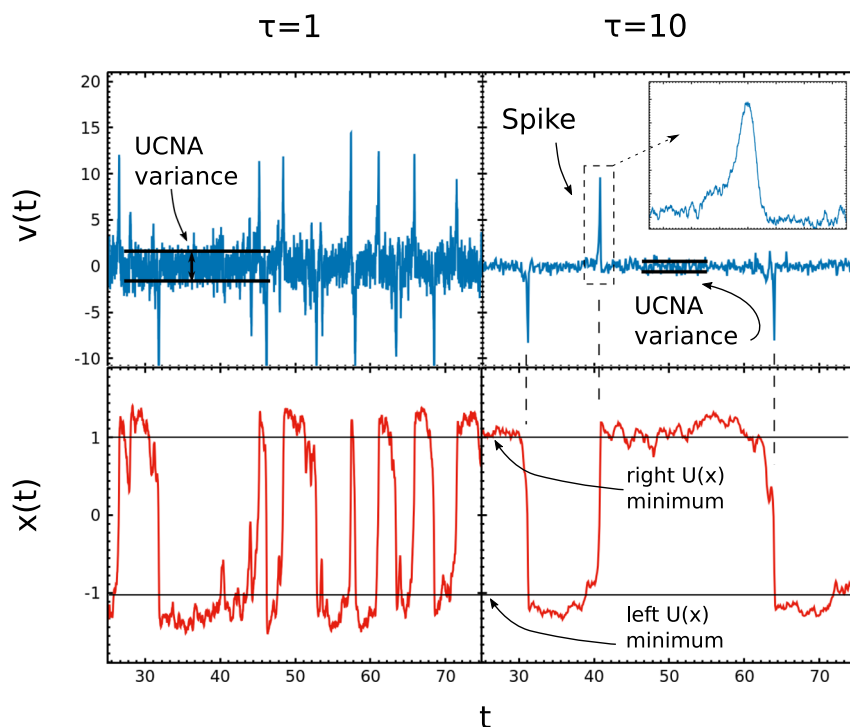 τ=1
τ=10
20
15
10
5
0
-5
-10
v(t)
UCNA
variance
Spike
UCNA
variance
1
0
-1
x(t)
right U(x)
minimum
left U(x)
minimum
30
40
50
60
70
30
40
50
60
70
t